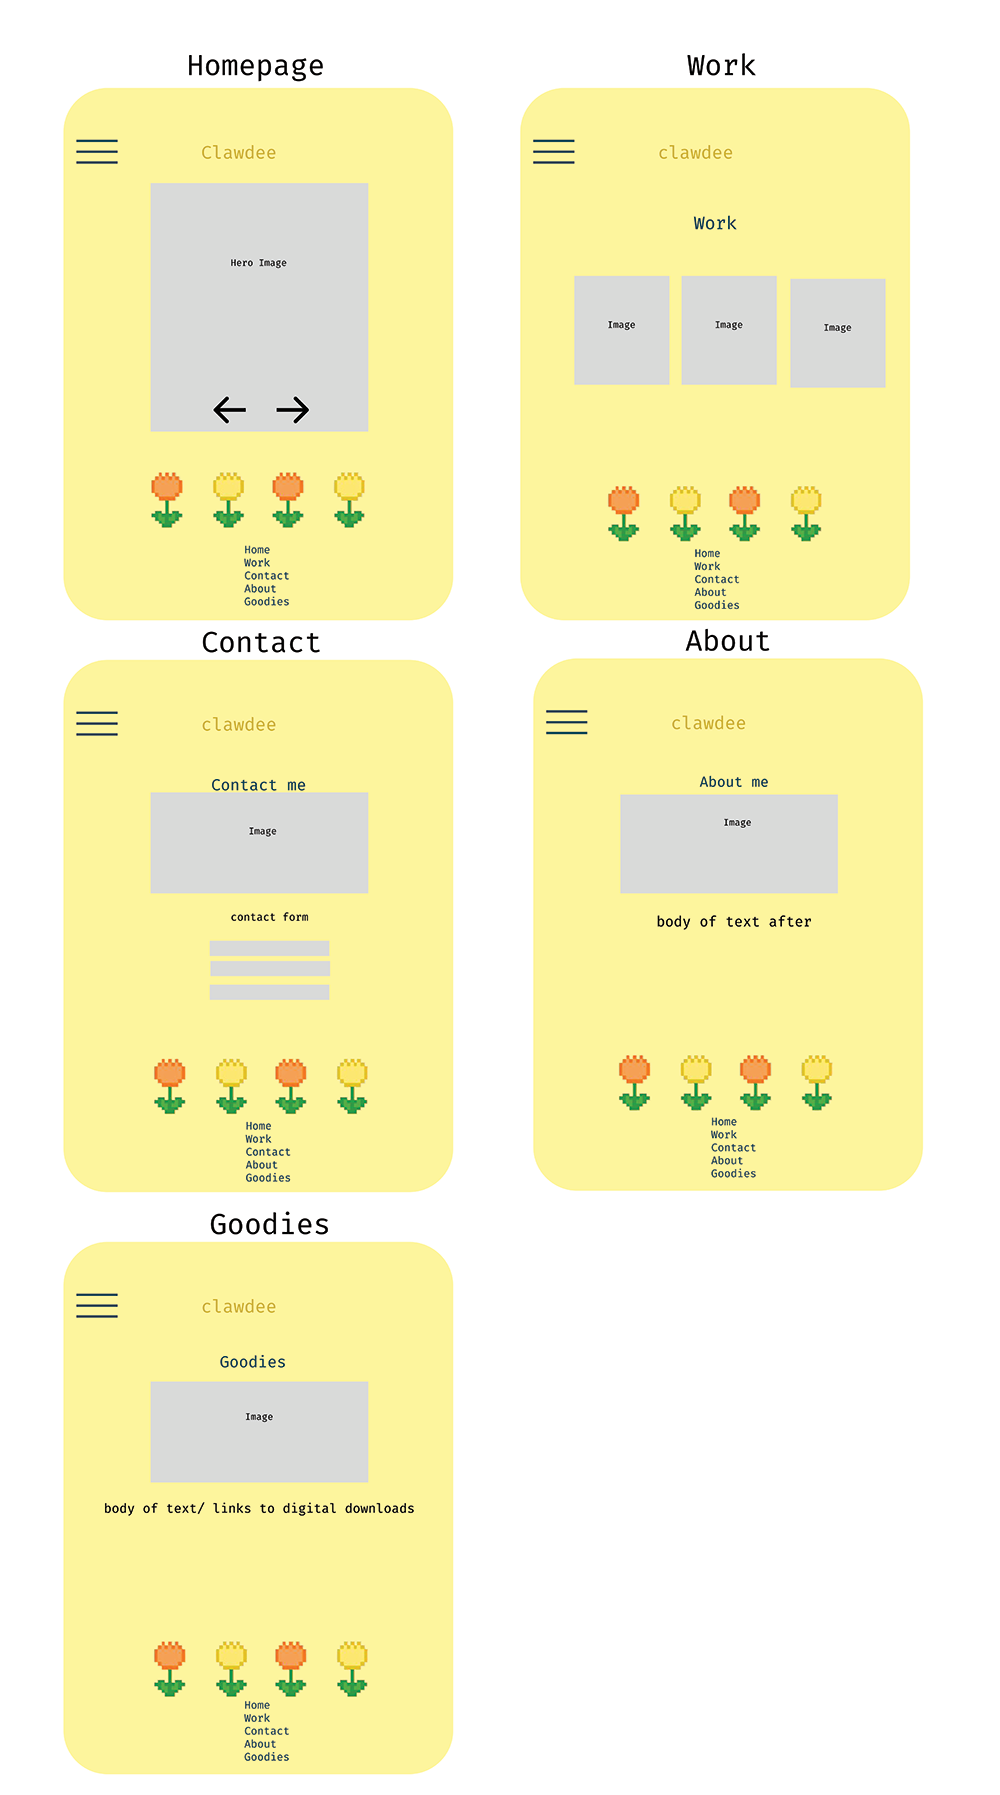 Homepage
Clawdee
Hero Image
Home
Work
Contact
About
Goodies
Work
clawdee
Work
Image
Image
Image
Home
Work
Contact
About
Goodies
Contact
clawdee
Contact me
Image
contact form
Home
Work
Contact
About
Goodies
About
clawdee
About me
Image
body of text after
Home
Work
Contact
About
Goodies
Goodies
clawdee
Goodies
Image
body of text/ links to digital downloads
Home
Work
Contact
About
Goodies